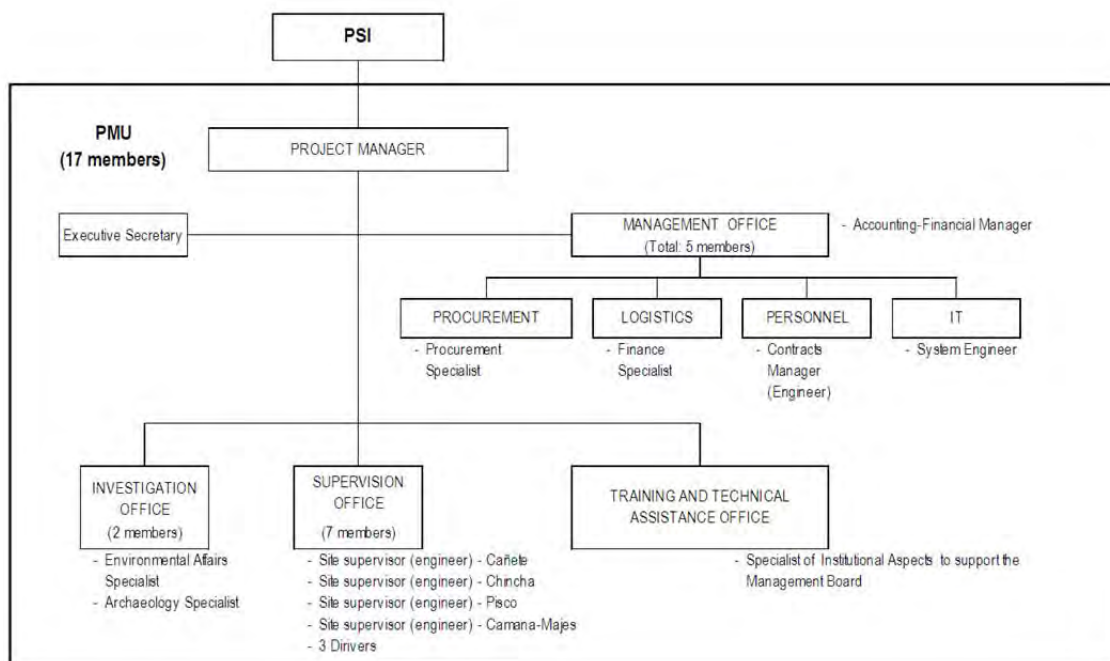 PSI
PMU
(17 members)
PROJECT MANAGER
Executive Secretary
MANAGEMENT OFFICE
(Total: 5 members)
- Accounting-Financial Manager
PROCUREMENT
- Procurement
Specialist
LOGISTICS
- Finance
Specialist
PERSONNEL
- Contracts
Manager
(Engineer)
IT
- System Engineer
INVESTIGATION
OFFICE
(2 members)
- Environmental Affairs
Specialist
- Archaeology Specialist
SUPERVISION
OFFICE
(7 members)
- Site supervisor (engineer) - Cañete
- Site supervisor (engineer) - Chincha
- Site supervisor (engineer) - Pisco
- Site supervisor (engineer) - Camana-Majes
- 3 Dirivers
TRAINING AND TECHNICAL
ASSISTANCE OFFICE
- Specialist of Institutional Aspects to support the
Management Board